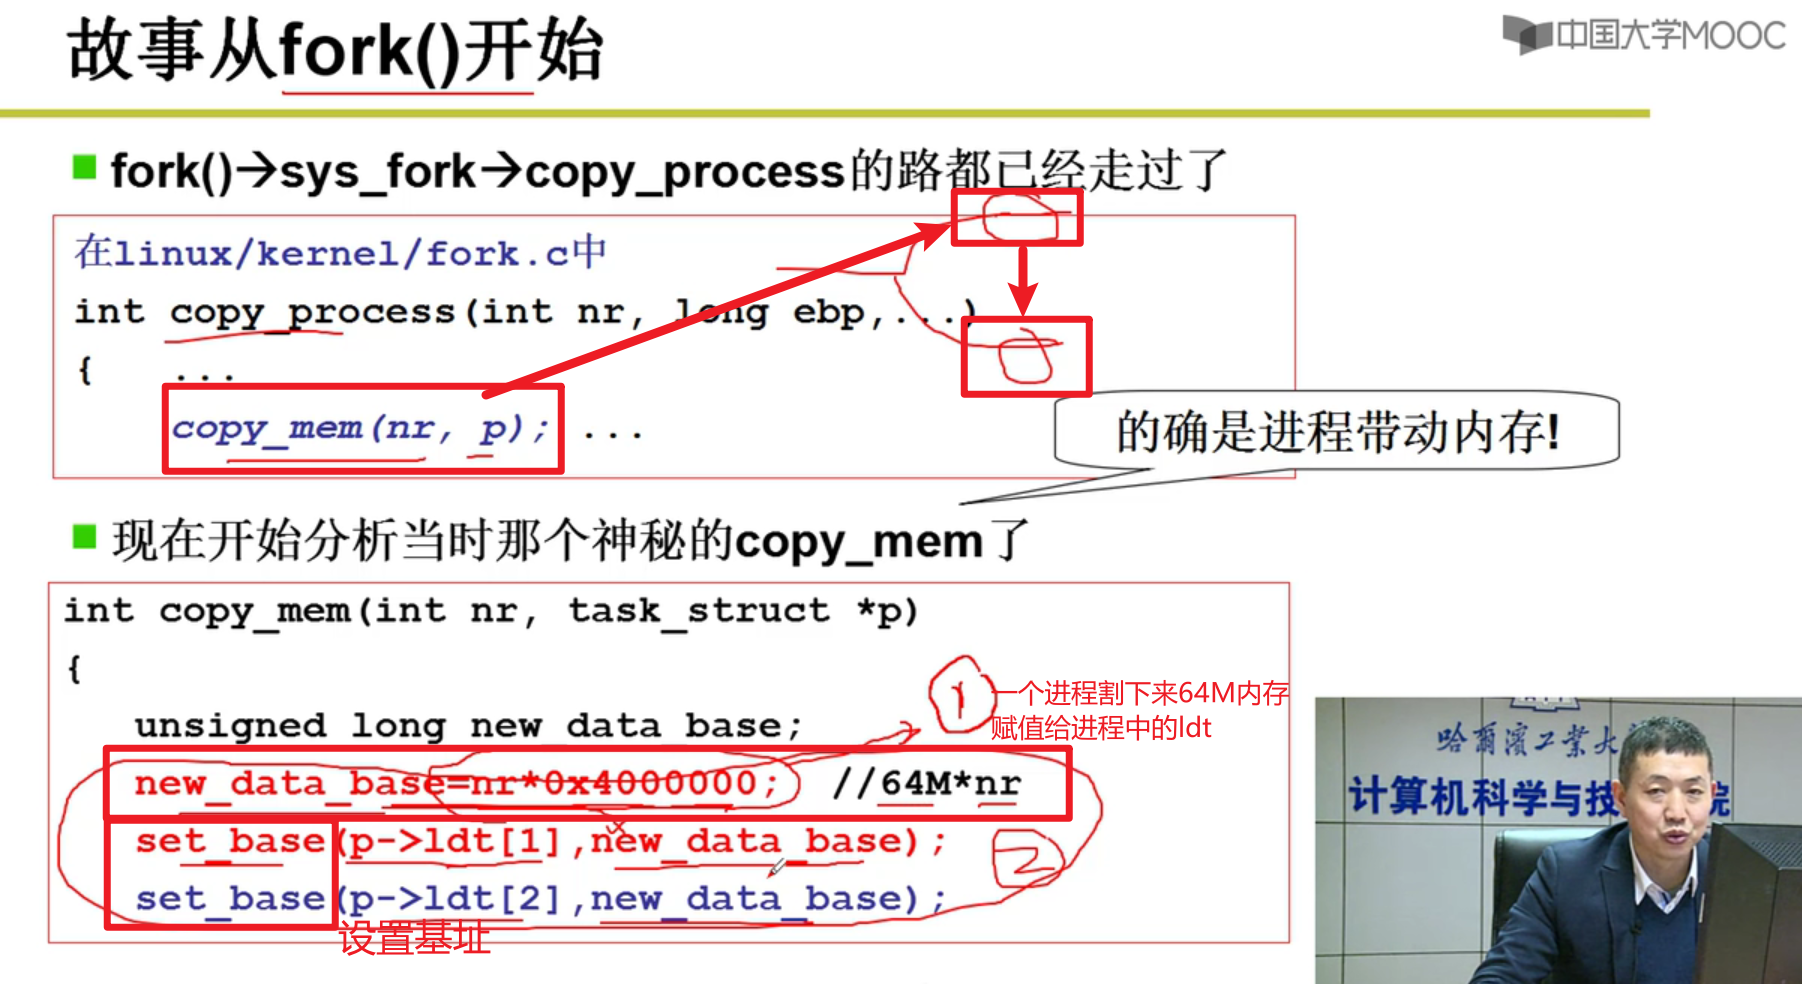 故事从fork()开始
中国大学MOOC
fork()→sys_fork→copy_process的路都已经走过了
在linux/kernel/fork.c中
int copy_process(int nr, long ebp,...)
{ ...
copy_mem(nr, p); ...
的确是进程带动内存!
现在开始分析当时那个神秘的copy_mem了
int copy_mem(int nr, task_struct *p)
{
1
一个进程割下来64M内存
赋值给进程中的ldt
unsigned long new_data_base;
new_data_base=nr*0x4000000; //64M*nr
set_base(p->ldt[1],new_data_base);
2
set_base(p->ldt[2],new_data_base);
设置基址
哈尔滨工业大
计算机科学与技 院